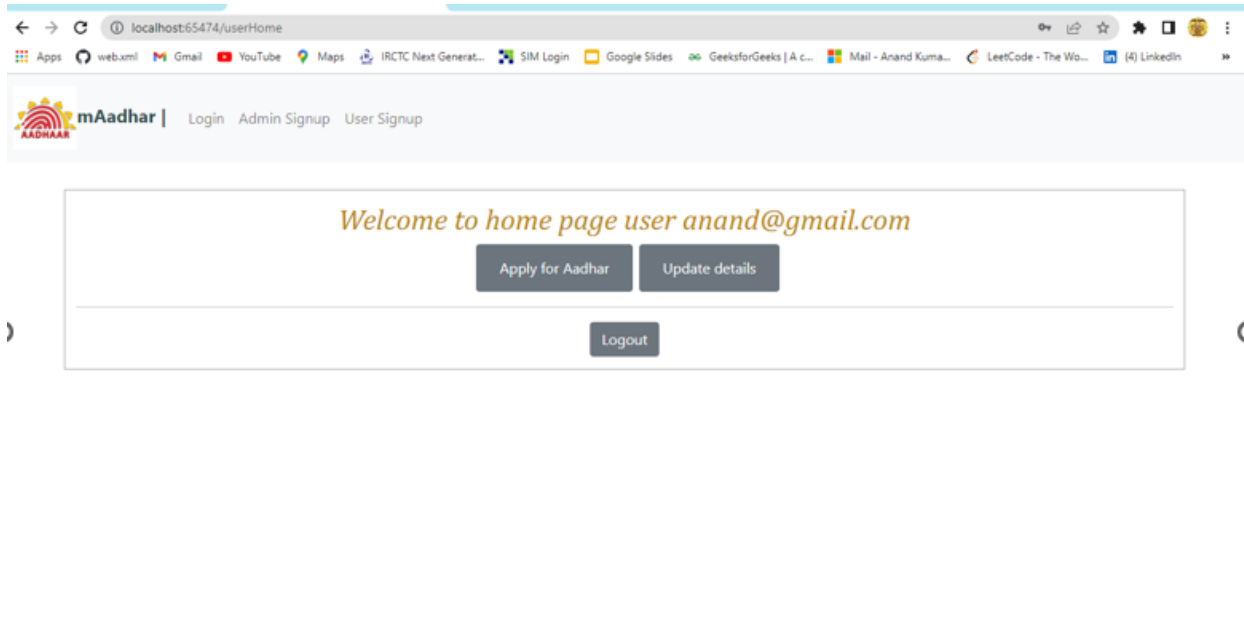 localhost:65474/userHome
Apps web.xml Gmail YouTube Maps IRCTC Next Generat... SIM Login Google Slides GeeksforGeeks | A c... Mail - Anand Kuma... LeetCode - The Wo... (4) LinkedIn »
AADHAAR mAadhar | Login Admin Signup User Signup
Welcome to home page user anand@gmail.com
Apply for Aadhar Update details
Logout